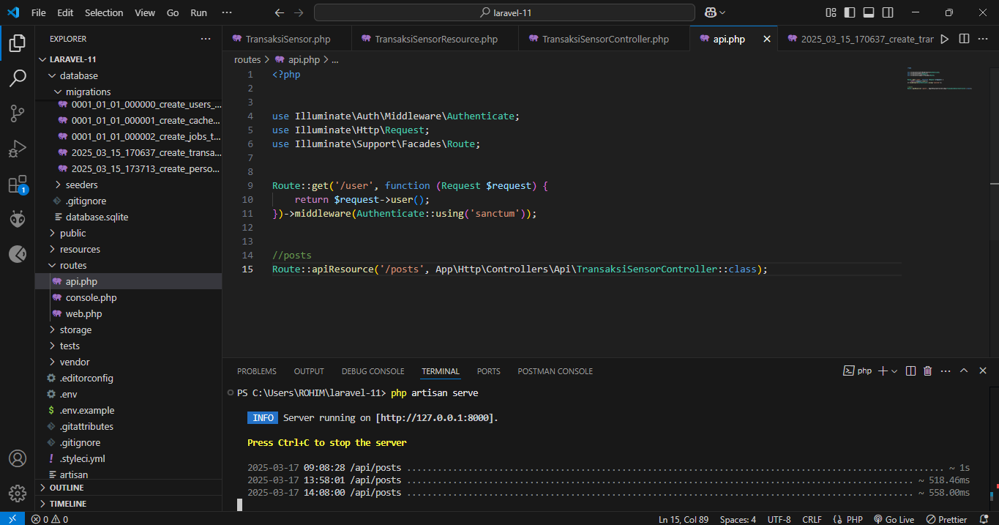 File Edit Selection View Go Run ··· laravel-11
EXPLORER ···
LARAVEL-11
database
migrations
0001_01_01_000000_create_users_...
0001_01_01_000001_create_cache...
0001_01_01_000002_create_jobs_t...
2025_03_15_170637_create_transa...
2025_03_15_173713_create_perso...
seeders
.gitignore
database.sqlite
public
resources
routes
api.php
console.php
web.php
storage
tests
vendor
.editorconfig
.env
.env.example
.gitattributes
.gitignore
.styleci.yml
artisan
OUTLINE
TIMELINE
TransaksiSensor.php TransaksiSensorResource.php TransaksiSensorController.php api.php 2025_03_15_170637_create_trar
routes > api.php > ...
1 <?php
2
3
4 use Illuminate\Auth\Middleware\Authenticate;
5 use Illuminate\Http\Request;
6 use Illuminate\Support\Facades\Route;
7
8
9 Route::get('/user', function (Request $request) {
10 return $request->user();
11 })->middleware(Authenticate::using('sanctum'));
12
13
14 //posts
15 Route::apiResource('/posts', App\Http\Controllers\Api\TransaksiSensorController::class);
PROBLEMS OUTPUT DEBUG CONSOLE TERMINAL PORTS POSTMAN CONSOLE php
PS C:\Users\ROHIM\laravel-11> php artisan serve
INFO Server running on [http://127.0.0.1:8000].
Press Ctrl+C to stop the server
2025-03-17 09:08:28 /api/posts ........ ~ 1s
2025-03-17 13:58:01 /api/posts ........ ~ 518.46ms
2025-03-17 14:08:00 /api/posts ........ ~ 558.00ms
1
0 0 Ln 15, Col 89 Spaces: 4 UTF-8 CRLF {} PHP Go Live Prettier